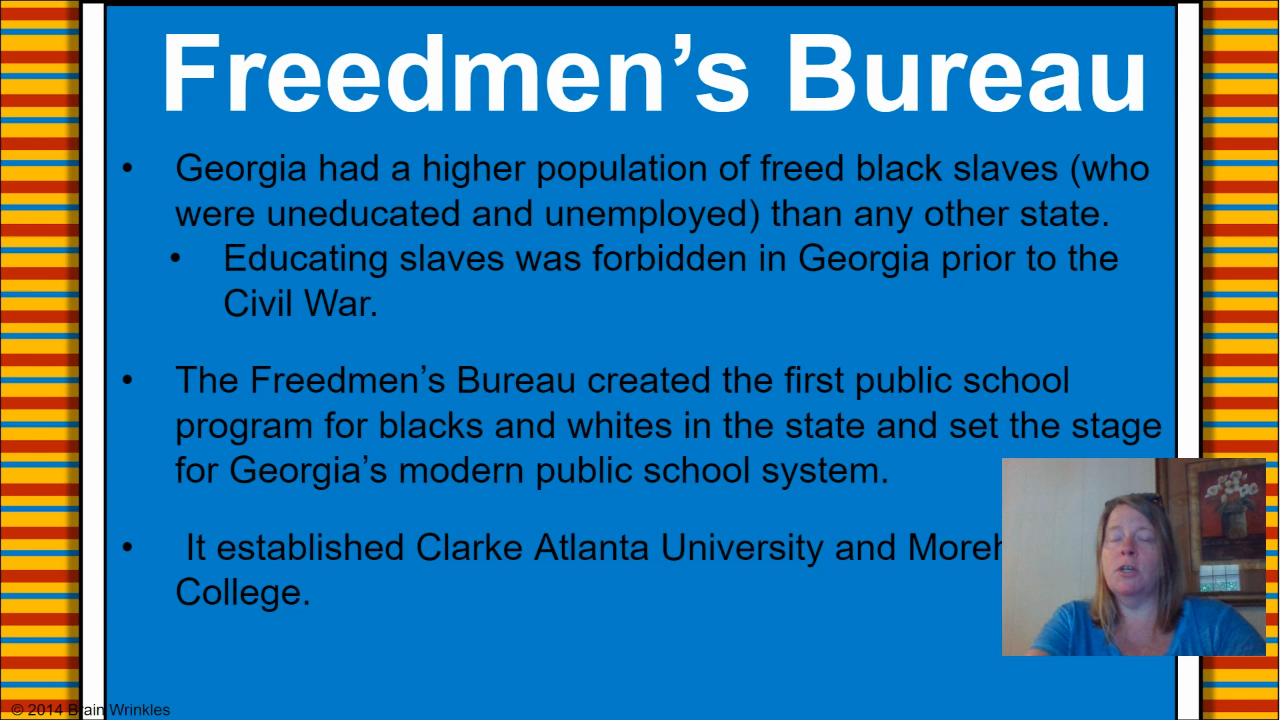 Freedmen’s Bureau
• Georgia had a higher population of freed black slaves (who
were uneducated and unemployed) than any other state.
• Educating slaves was forbidden in Georgia prior to the
Civil War.
• The Freedmen’s Bureau created the first public school
program for blacks and whites in the state and set the stage
for Georgia’s modern public school system.
• It established Clarke Atlanta University and
College.
© 2014 Brain Wrinkles